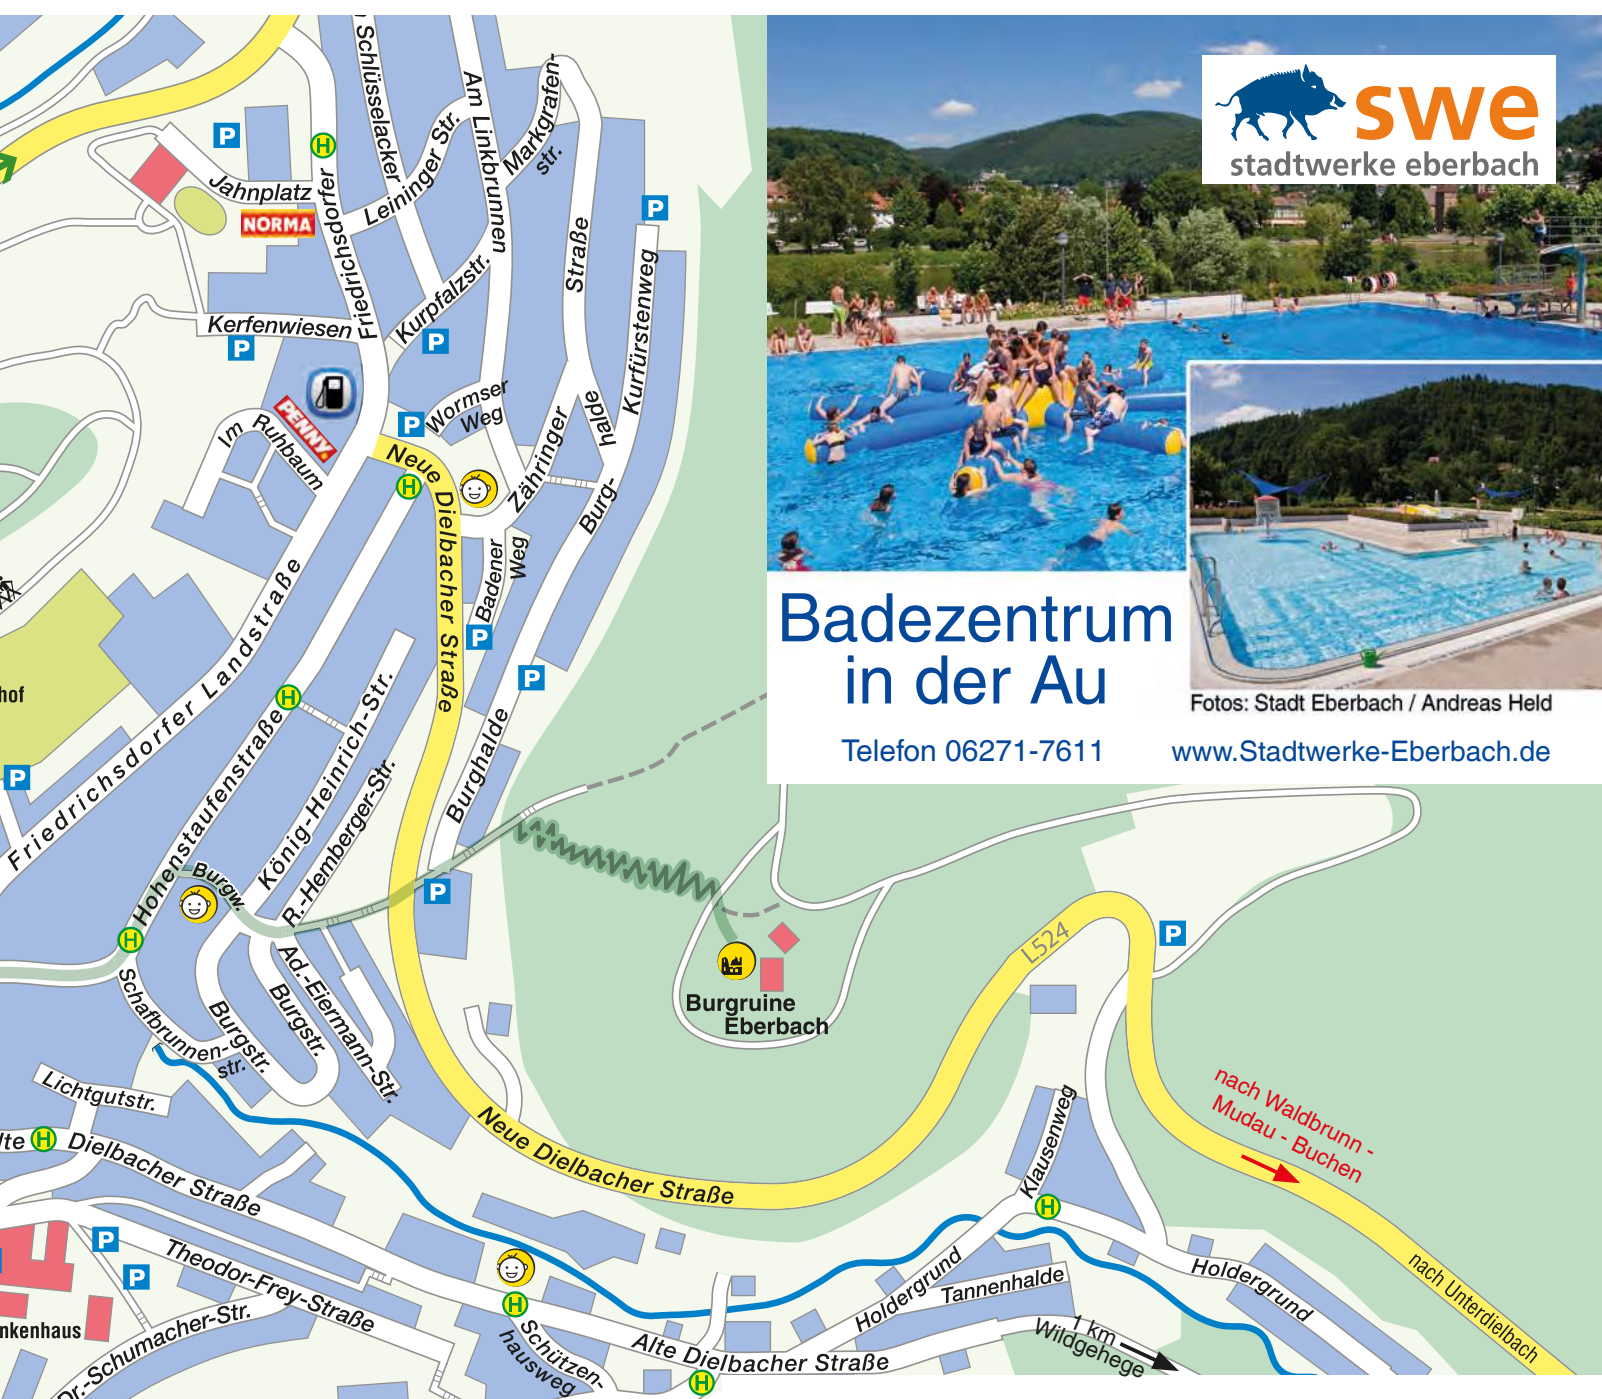 swe
stadtwerke eberbach
Badezentrum
in der Au
Fotos: Stadt Eberbach / Andreas Held
Telefon 06271-7611
www.Stadtwerke-Eberbach.de
Schlüsselacker
Am Linkbrunnen
Markgrafen-
str.
Straße
P
H
Jahnplatz
NORMA
Friedrichsdorfer
Leininger Str.
P
Kurfürstenweg
Kurpfalzstr.
Kerfenwiesen
P
P
PENNY.
Im
Ruhbaum
P
Wormser
Weg
Zähringer
halde
Burg-
Neue Dielbacher Straße
H
Badener
Weg
P
P
hof
P
Friedrichsdorfer Landstraße
H
Hohenstaufenstraße
König-Heinrich-Str.
R.-Hemberger-Str.
Burghalde
Burgw.
P
H
Schafbrunnen-
str.
Burgstr.
Burgstr.
Ad.-Eiermann-Str.
Burgruine
Eberbach
L524
P
Lichtgutstr.
lte
H
Dielbacher Straße
Neue Dielbacher Straße
Klausenweg
H
nach Waldbrunn -
Mudau - Buchen
nach Unterdielbach
P
P
Theodor-Frey-Straße
nkenhaus
Dr.-Schumacher-Str.
H
Schützen-
hausweg
Alte Dielbacher Straße
H
Holdergrund
Tannenhalde
Holdergrund
1 km
Wildgehege